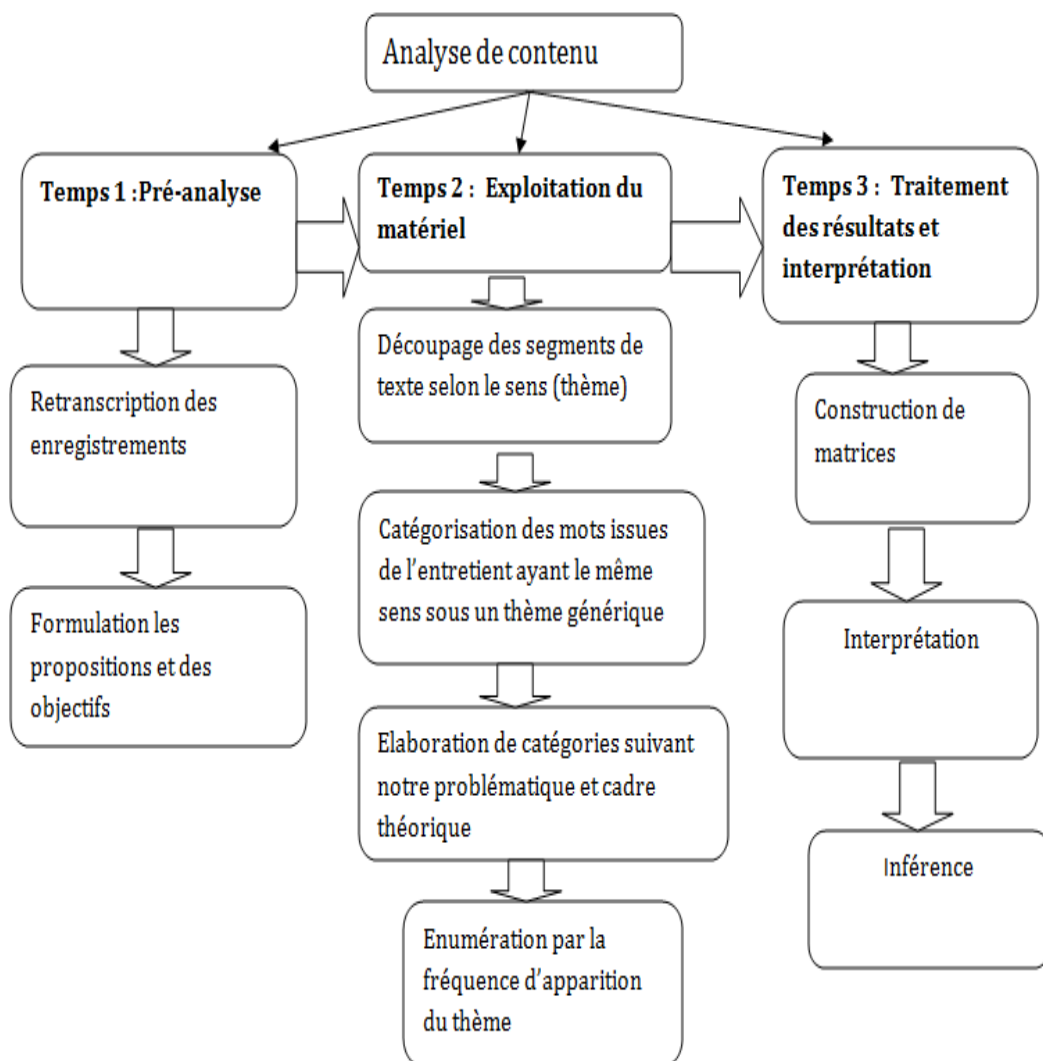 Analyse de contenu
Temps 1 :Pré-analyse
Temps 2 : Exploitation du
matériel
Temps 3 : Traitement
des résultats et
interprétation
Retranscription des
enregistrements
Formulation les
propositions et des
objectifs
Découpage des segments de
texte selon le sens (thème)
Catégorisation des mots issues
de l’entretient ayant le même
sens sous un thème générique
Elaboration de catégories suivant
notre problématique et cadre
théorique
Enumération par la
fréquence d’apparition
du thème
Construction de
matrices
Interprétation
Inférence